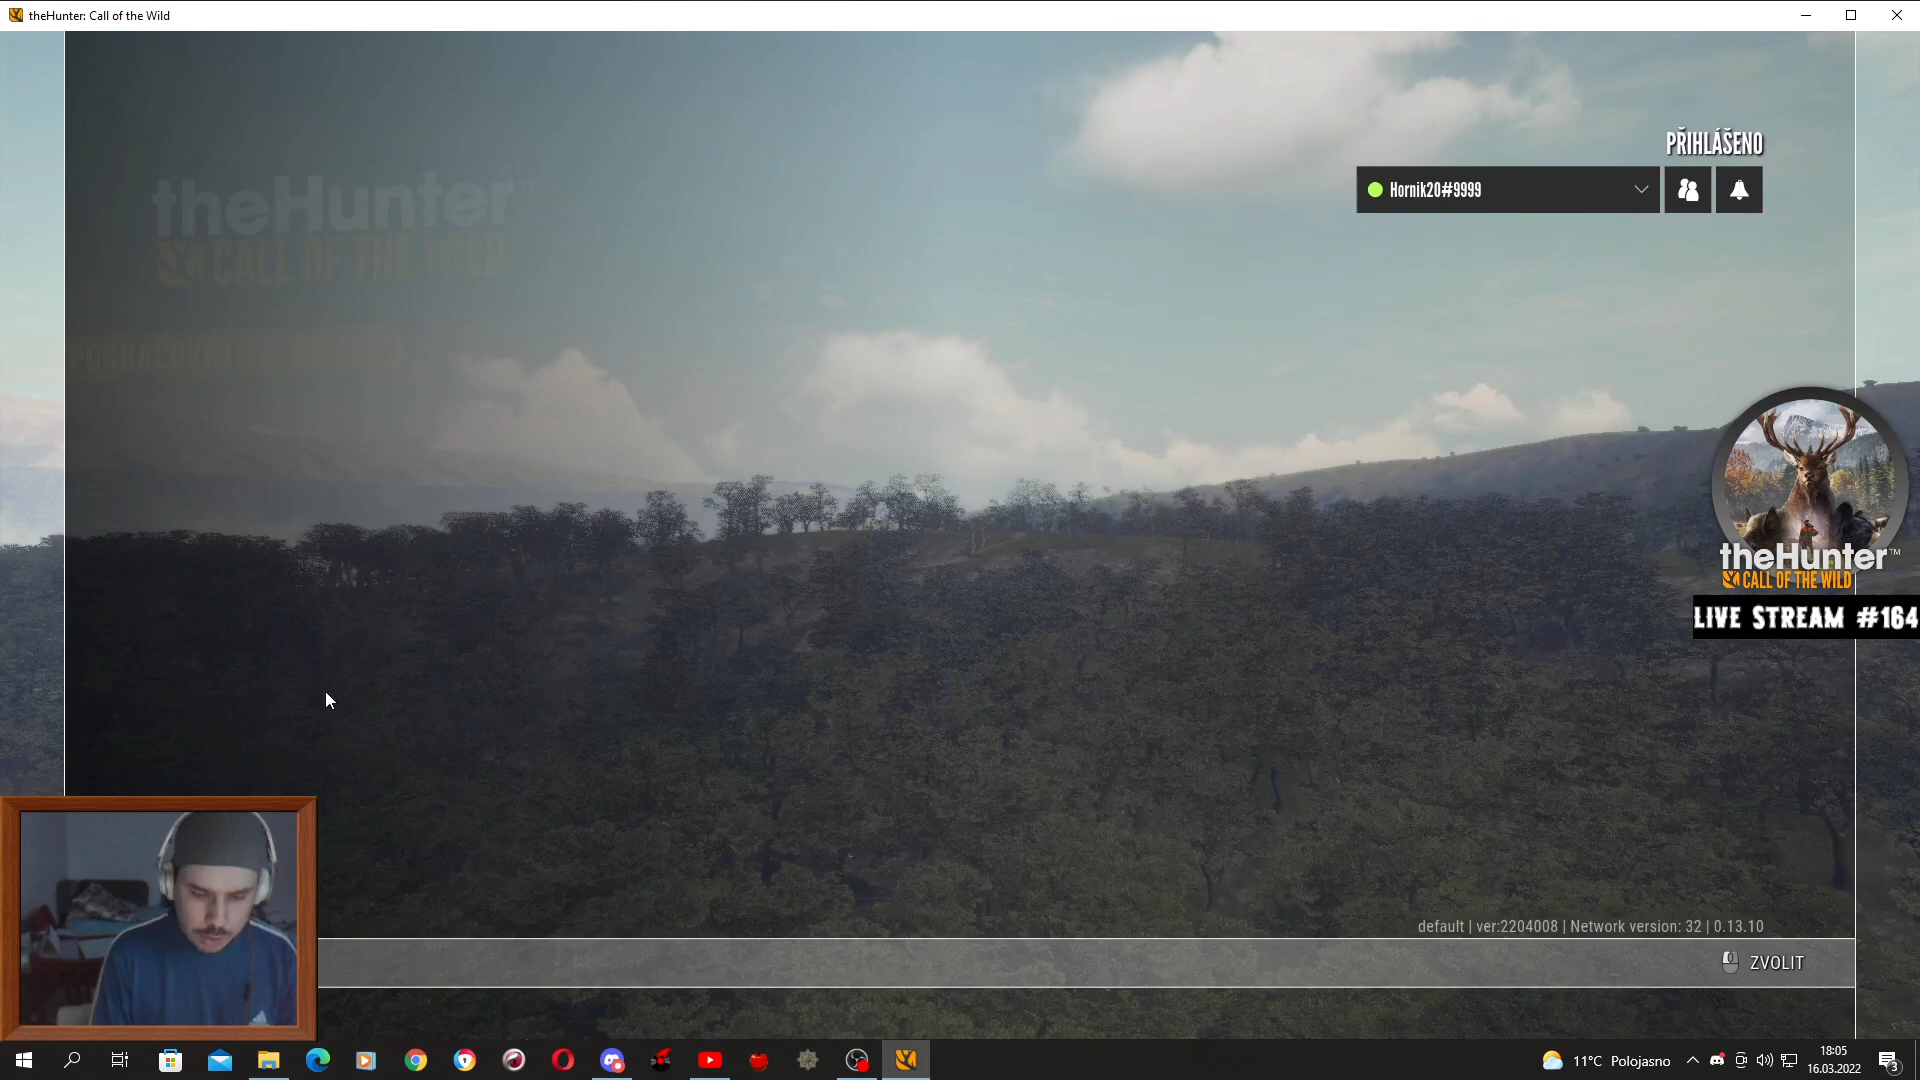 theHunter: Call of the Wild
PŘIHLÁŠENO
Hornik20#9999
theHunter™
CALL OF THE WILD
POKRAČOVAT
theHunter™
CALL OF THE WILD
LIVE STREAM #164
default | ver:2204008 | Network version: 32 | 0.13.10
ZVOLIT
11°C Polojasno
18:05
16.03.2022
3